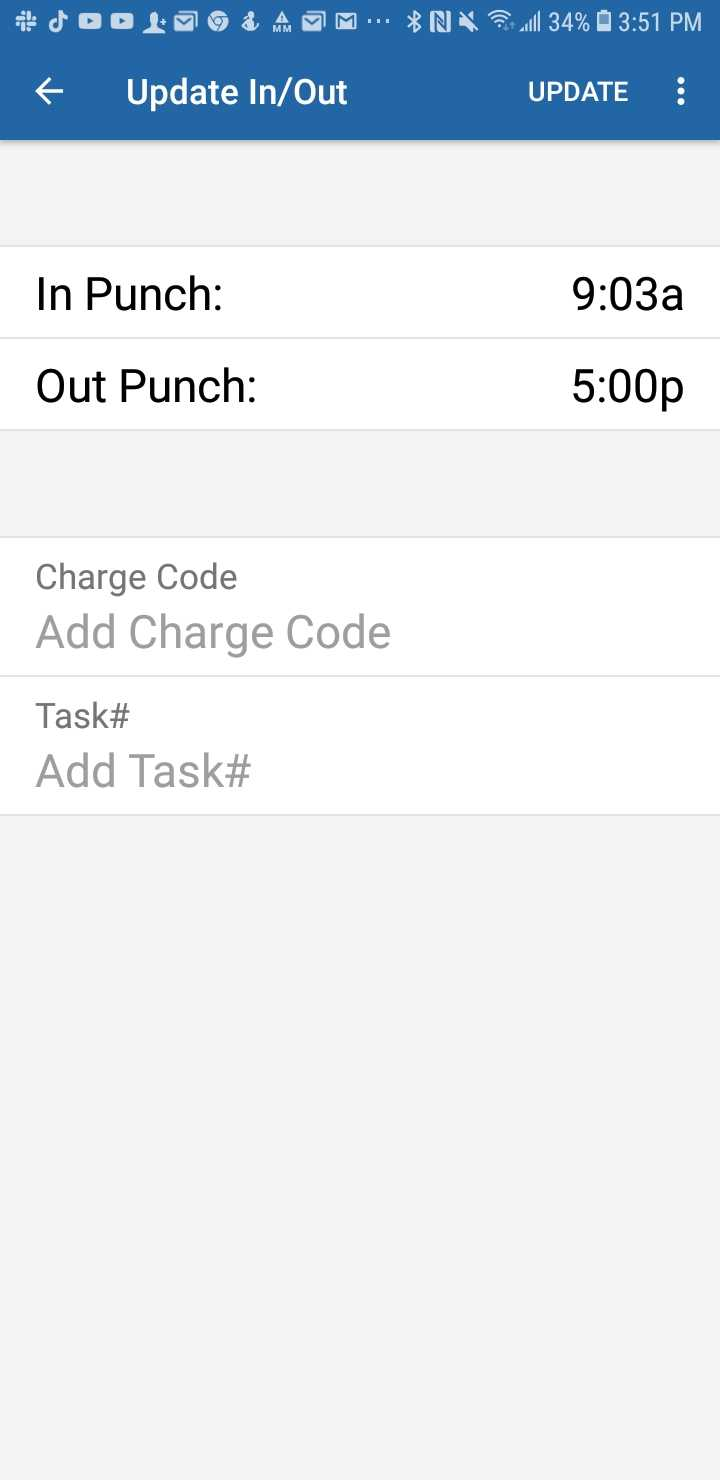 MM 34% 3:51 PM
Update In/Out UPDATE
In Punch: 9:03a
Out Punch: 5:00p
Charge Code
Add Charge Code
Task#
Add Task#